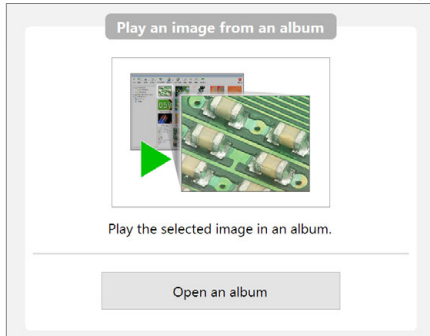 Play an image from an album
Play the selected image in an album.
Open an album